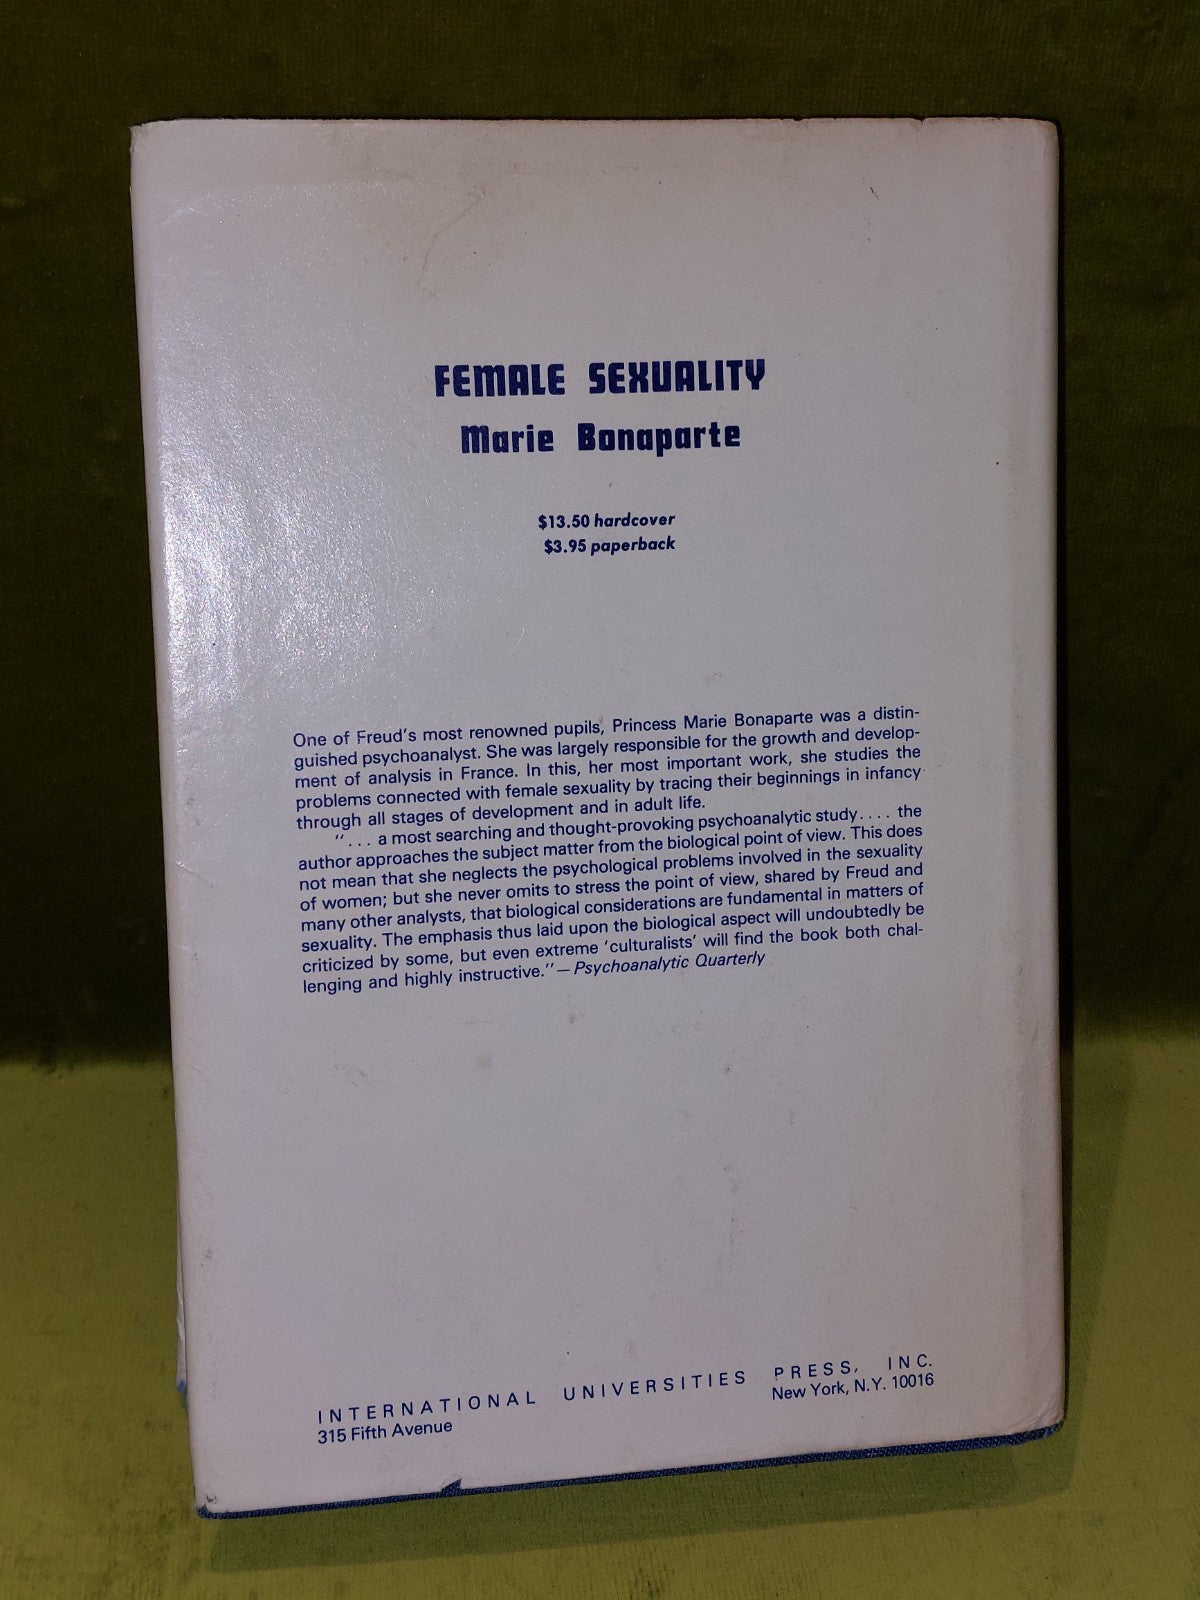 FEMALE SEXUALITY
Marie Bonaparte
$13.50 hardcover
$3.95 paperback
One of Freud's most renowned pupils, Princess Marie Bonaparte was a distin-
guished psychoanalyst. She was largely responsible for the growth and develop-
ment of analysis in France. In this, her most important work, she studies the
problems connected with female sexuality by tracing their beginnings in infancy
through all stages of development and in adult life.
"... a most searching and thought-provoking psychoanalytic study.... the
author approaches the subject matter from the biological point of view. This does
not mean that she neglects the psychological problems involved in the sexuality
of women; but she never omits to stress the point of view, shared by Freud and
many other analysts, that biological considerations are fundamental in matters of
sexuality. The emphasis thus laid upon the biological aspect will undoubtedly be
criticized by some, but even extreme 'culturalists' will find the book both chal-
lenging and highly instructive."—Psychoanalytic Quarterly
INTERNATIONAL UNIVERSITIES PRESS, INC.
315 Fifth Avenue New York, N.Y. 10016